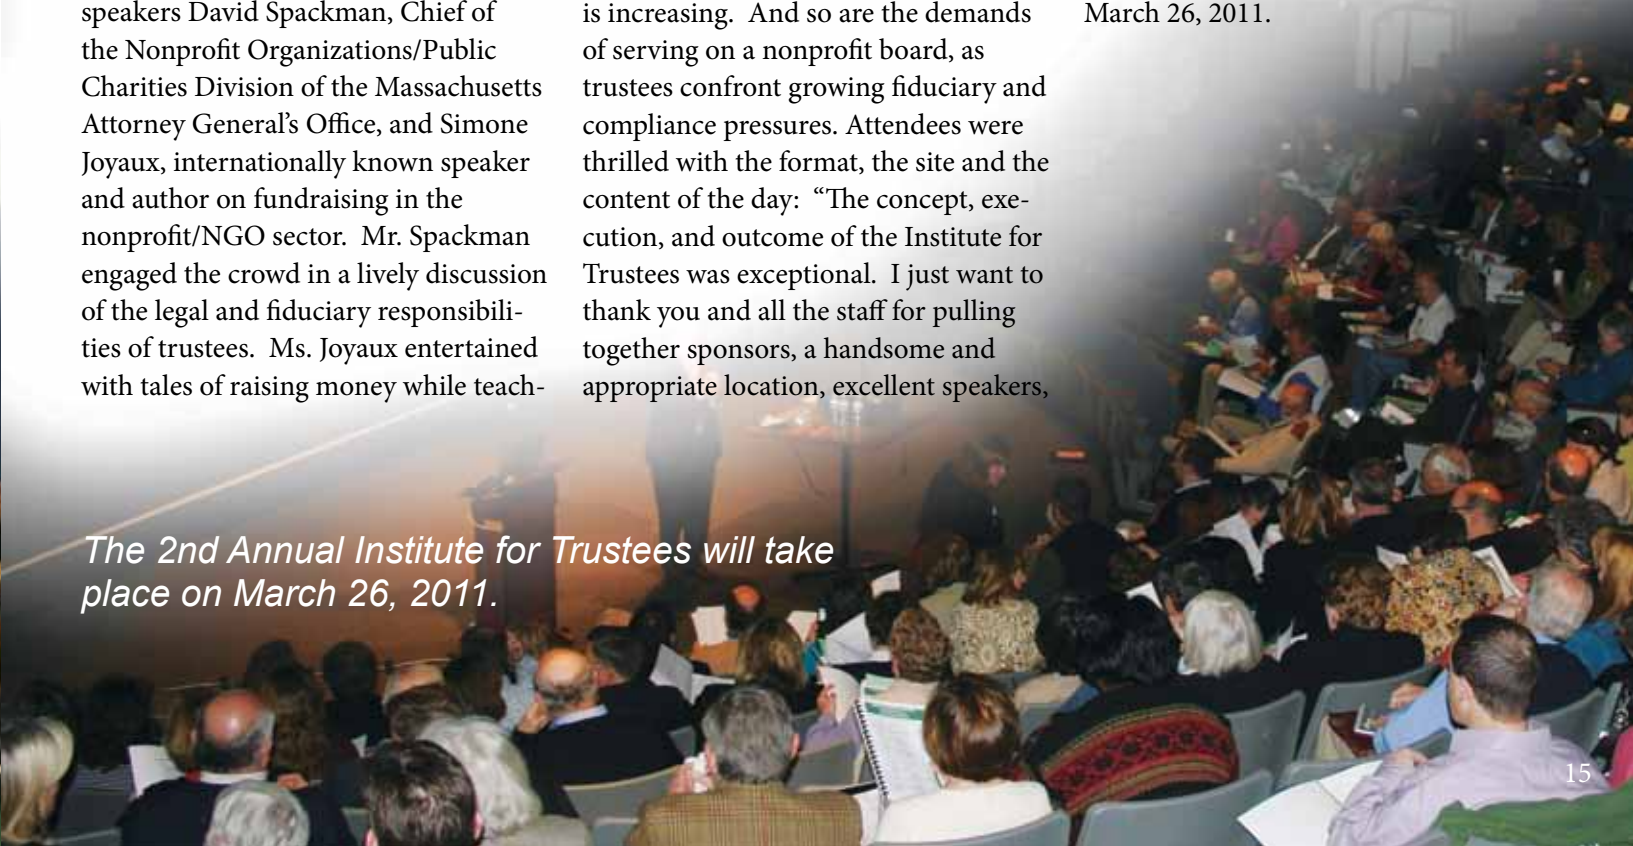 speakers David Spackman, Chief of
the Nonprofit Organizations/Public
Charities Division of the Massachusetts
Attorney General’s Office, and Simone
Joyaux, internationally known speaker
and author on fundraising in the
nonprofit/NGO sector.  Mr. Spackman
engaged the crowd in a lively discussion
of the legal and fiduciary responsibili-
ties of trustees.  Ms. Joyaux entertained
with tales of raising money while teach-
is increasing.  And so are the demands
of serving on a nonprofit board, as
trustees confront growing fiduciary and
compliance pressures. Attendees were
thrilled with the format, the site and the
content of the day:  “The concept, exe-
cution, and outcome of the Institute for
Trustees was exceptional.  I just want to
thank you and all the staff for pulling
together sponsors, a handsome and
appropriate location, excellent speakers,
March 26, 2011.
The 2nd Annual Institute for Trustees will take
place on March 26, 2011.
15